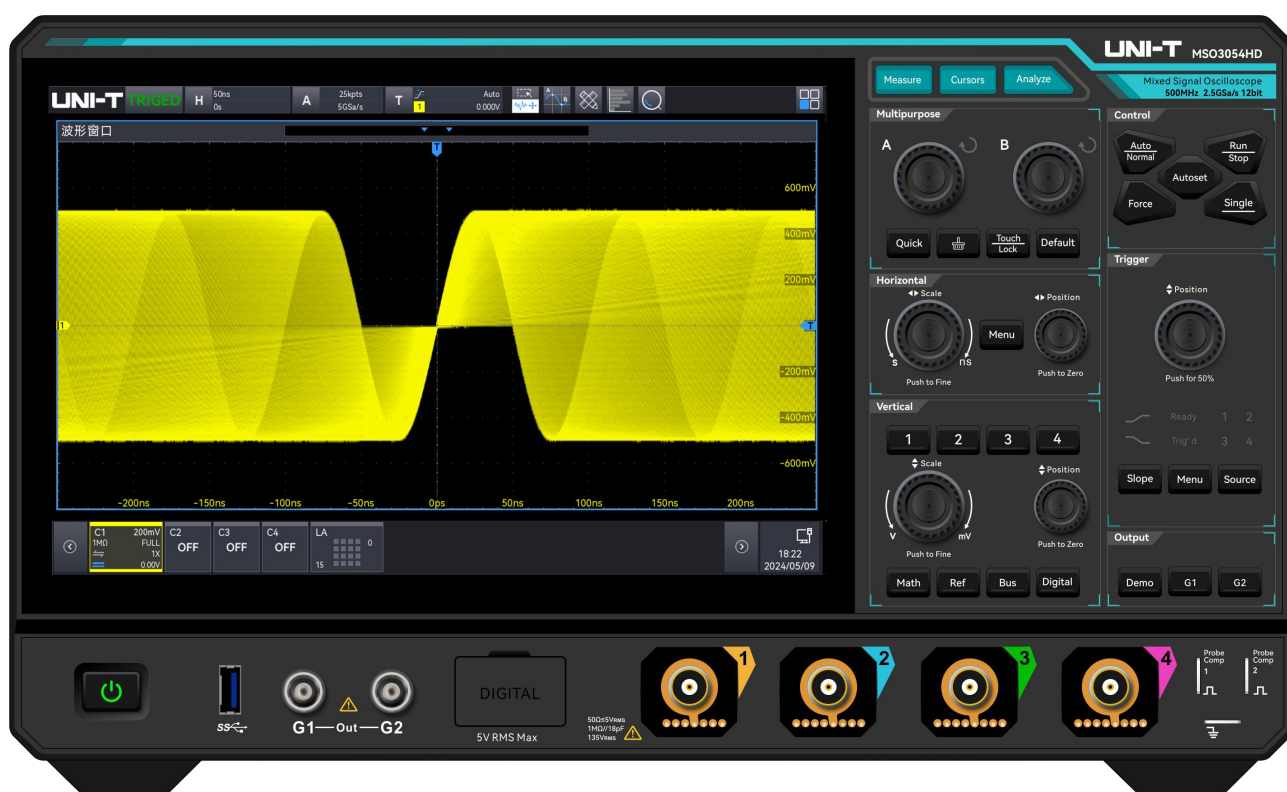 UNI-T MSO3054HD
Mixed Signal Oscilloscope
500MHz 2.5GSa/s 12bit
UNI-T TRIGED H 50ns 0s A 25kpts 5GSa/s T 1 Auto 0.000V
波形窗口
T
600mV
400mV
200mV
1 T
-200mV
-400mV
-600mV
-200ns -150ns -100ns -50ns 0ps 50ns 100ns 150ns 200ns
C1 200mV
1MΩ FULL
1X
0.00V
C2
OFF
C3
OFF
C4
OFF
LA
0
15
18:22
2024/05/09
Measure Cursors Analyze
Multipurpose
A B
Quick Touch Lock Default
Horizontal
Scale Position
Menu
s ns
Push to Fine Push to Zero
Vertical
1 2 3 4
Scale Position
V mV
Push to Fine Push to Zero
Math Ref Bus Digital
Control
Auto Normal Run Stop
Autoset
Force Single
Trigger
Position
Push for 50%
Ready 1 2
Trig'd 3 4
Slope Menu Source
Output
Demo G1 G2
SS
G1 Out G2
DIGITAL
5V RMS Max
50Ω≤5VRMS
1MΩ//18pF
135VRMS
1 2 3 4
Probe Comp 1
Probe Comp 2